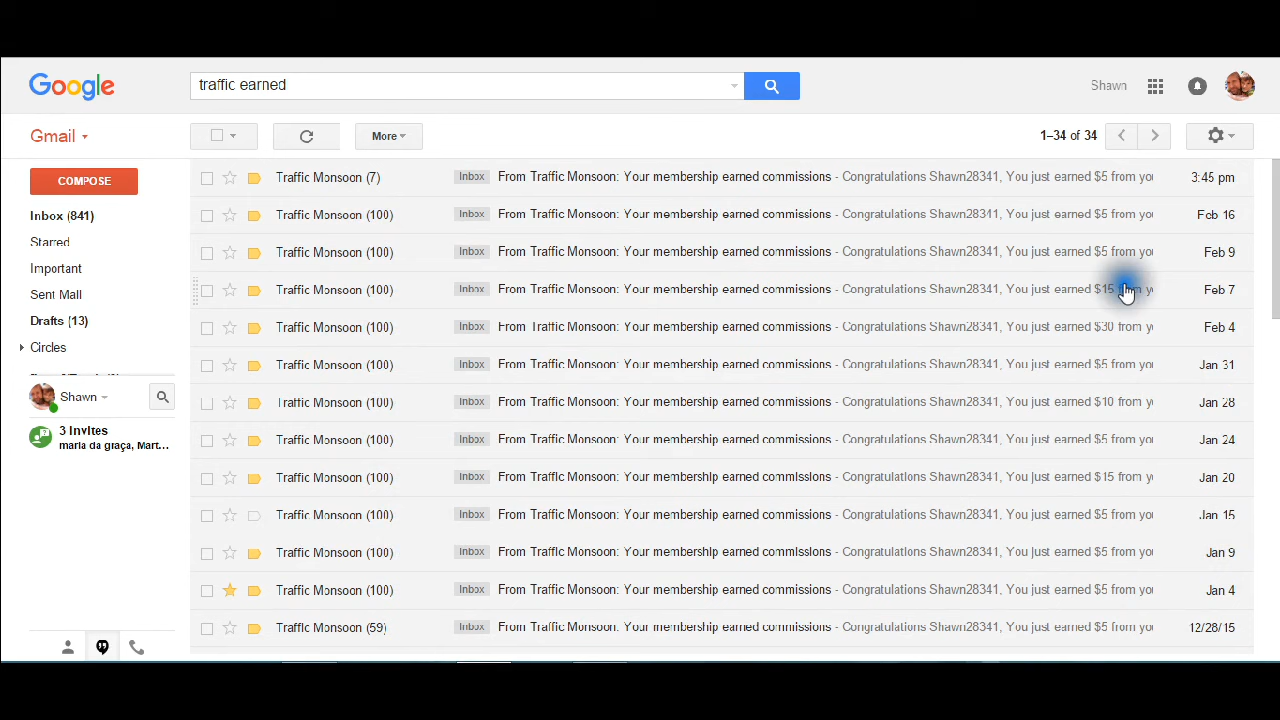 Google
traffic earned
Shawn
Gmail
More
1–34 of 34
COMPOSE
Inbox (841)
Starred
Important
Sent Mail
Drafts (13)
Circles
Shawn
3 Invites
maria da graça, Mart...
Traffic Monsoon (7) Inbox From Traffic Monsoon: Your membership earned commissions - Congratulations Shawn28341, You just earned $5 from you 3:45 pm
Traffic Monsoon (100) Inbox From Traffic Monsoon: Your membership earned commissions - Congratulations Shawn28341, You just earned $5 from you Feb 16
Traffic Monsoon (100) Inbox From Traffic Monsoon: Your membership earned commissions - Congratulations Shawn28341, You just earned $5 from you Feb 9
Traffic Monsoon (100) Inbox From Traffic Monsoon: Your membership earned commissions - Congratulations Shawn28341, You just earned $15 from y Feb 7
Traffic Monsoon (100) Inbox From Traffic Monsoon: Your membership earned commissions - Congratulations Shawn28341, You just earned $30 from y Feb 4
Traffic Monsoon (100) Inbox From Traffic Monsoon: Your membership earned commissions - Congratulations Shawn28341, You just earned $5 from you Jan 31
Traffic Monsoon (100) Inbox From Traffic Monsoon: Your membership earned commissions - Congratulations Shawn28341, You just earned $10 from y Jan 28
Traffic Monsoon (100) Inbox From Traffic Monsoon: Your membership earned commissions - Congratulations Shawn28341, You just earned $5 from you Jan 24
Traffic Monsoon (100) Inbox From Traffic Monsoon: Your membership earned commissions - Congratulations Shawn28341, You just earned $15 from y Jan 20
Traffic Monsoon (100) Inbox From Traffic Monsoon: Your membership earned commissions - Congratulations Shawn28341, You just earned $5 from you Jan 15
Traffic Monsoon (100) Inbox From Traffic Monsoon: Your membership earned commissions - Congratulations Shawn28341, You just earned $5 from you Jan 9
Traffic Monsoon (100) Inbox From Traffic Monsoon: Your membership earned commissions - Congratulations Shawn28341, You just earned $5 from you Jan 4
Traffic Monsoon (59) Inbox From Traffic Monsoon: Your membership earned commissions - Congratulations Shawn28341, You just earned $5 from you 12/28/15